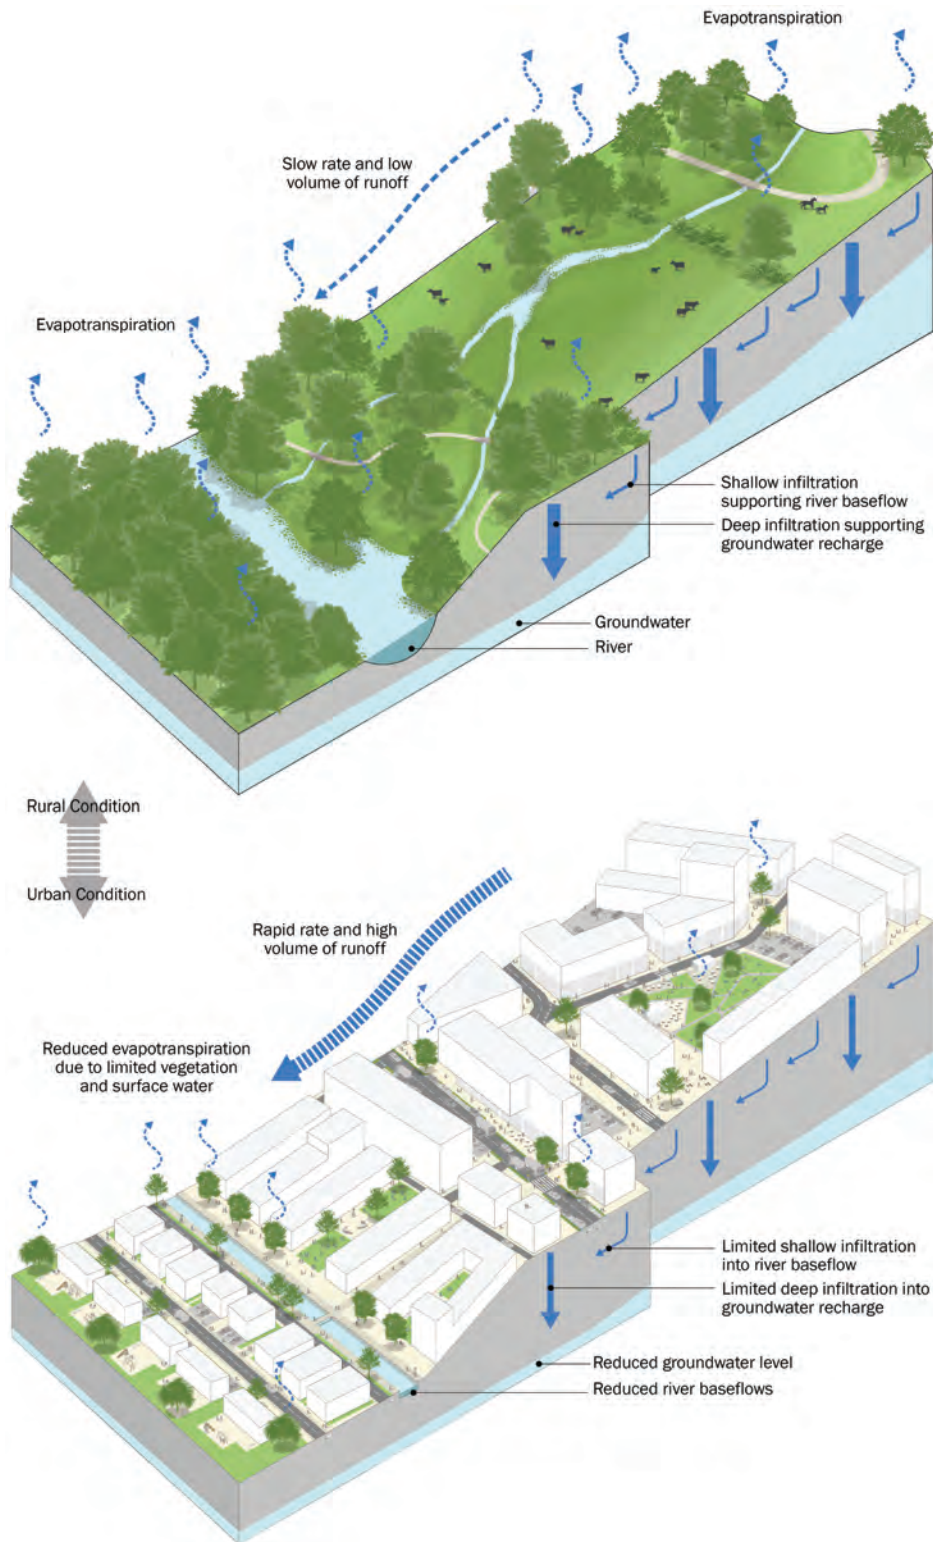 Evapotranspiration
Slow rate and low
volume of runoff
Evapotranspiration
Shallow infiltration
supporting river baseflow
Deep infiltration supporting
groundwater recharge
Groundwater
River
Rural Condition
Urban Condition
Rapid rate and high
volume of runoff
Reduced evapotranspiration
due to limited vegetation
and surface water
Limited shallow infiltration
into river baseflow
Limited deep infiltration into
groundwater recharge
Reduced groundwater level
Reduced river baseflows